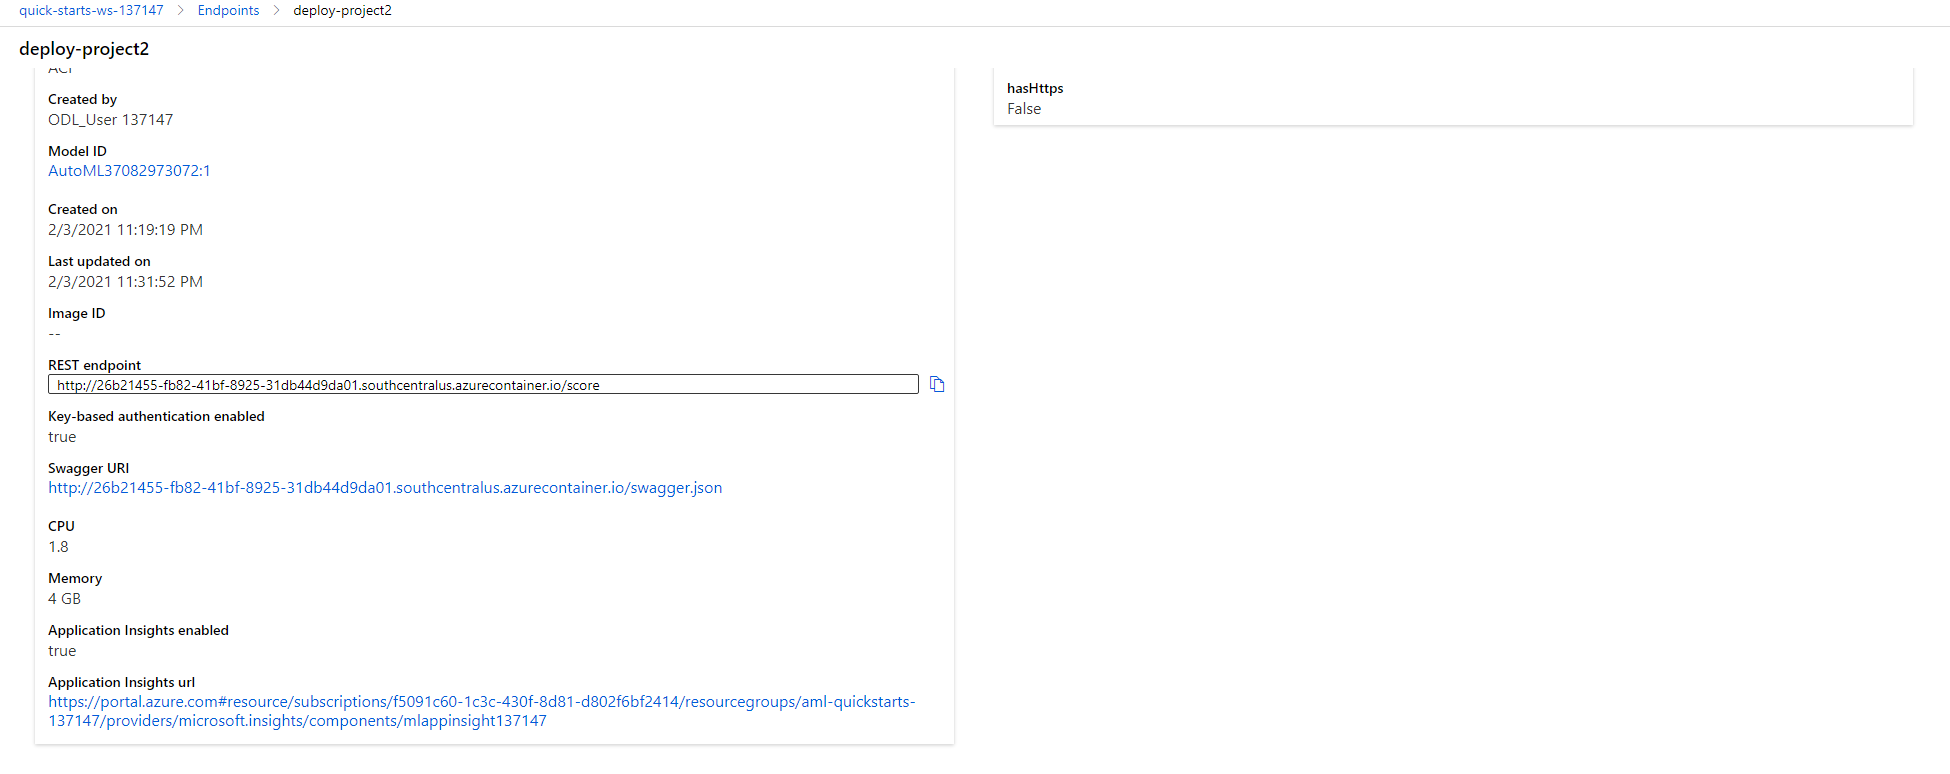 quick-starts-ws-137147 > Endpoints > deploy-project2
deploy-project2
ACI
Created by
ODL_User 137147
Model ID
AutoML37082973072:1
Created on
2/3/2021 11:19:19 PM
Last updated on
2/3/2021 11:31:52 PM
Image ID
--
REST endpoint
http://26b21455-fb82-41bf-8925-31db44d9da01.southcentralus.azurecontainer.io/score
Key-based authentication enabled
true
Swagger URI
http://26b21455-fb82-41bf-8925-31db44d9da01.southcentralus.azurecontainer.io/swagger.json
CPU
1.8
Memory
4 GB
Application Insights enabled
true
Application Insights url
https://portal.azure.com#resource/subscriptions/f5091c60-1c3c-430f-8d81-d802f6bf2414/resourcegroups/aml-quickstarts-
137147/providers/microsoft.insights/components/mlappinsight137147
hasHttps
False